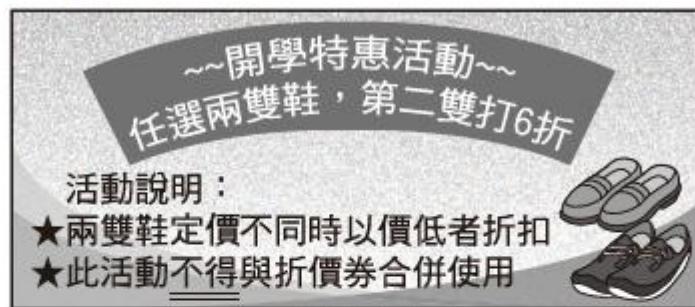 ~~開學特惠活動~~
任選兩雙鞋，第二雙打6折
活動說明：
★兩雙鞋定價不同時以價低者折扣
★此活動不得與折價券合併使用